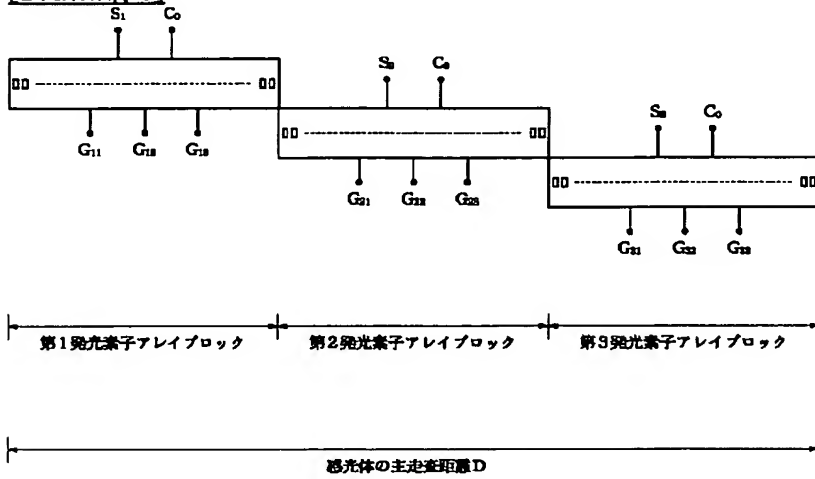 S₁ C₀
G₁₁ G₁₂ G₁₃
S₂ C₀
G₂₁ G₂₂ G₂₃
S₃ C₀
G₃₁ G₃₂ G₃₃
第1発光素子アレイブロック 第2発光素子アレイブロック 第3発光素子アレイブロック
感光体の主走査距離D